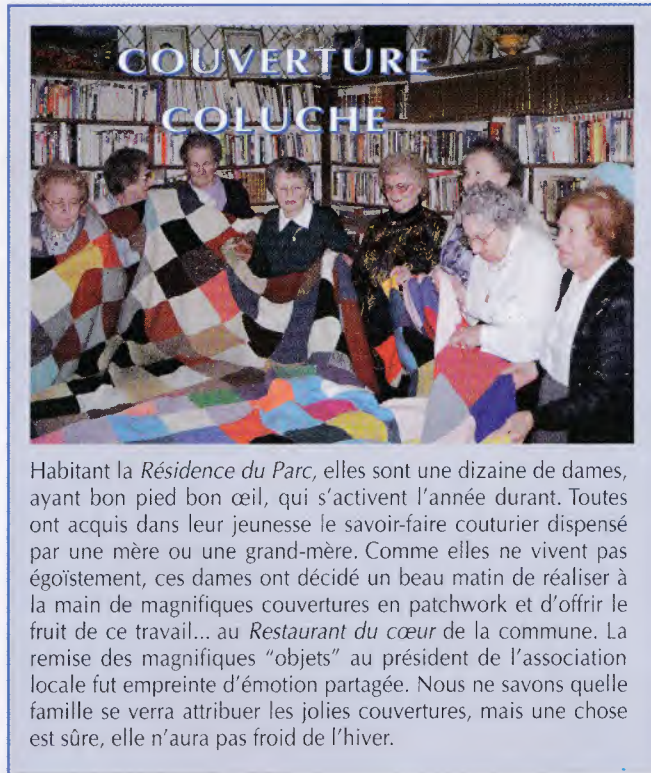 COUVERTURE
COLUCHE
Habitant la Résidence du Parc, elles sont une dizaine de dames,
ayant bon pied bon œil, qui s'activent l'année durant. Toutes
ont acquis dans leur jeunesse le savoir-faire couturier dispensé
par une mère ou une grand-mère. Comme elles ne vivent pas
égoïstement, ces dames ont décidé un beau matin de réaliser à
la main de magnifiques couvertures en patchwork et d'offrir le
fruit de ce travail... au Restaurant du cœur de la commune. La
remise des magnifiques "objets" au président de l'association
locale fut empreinte d'émotion partagée. Nous ne savons quelle
famille se verra attribuer les jolies couvertures, mais une chose
est sûre, elle n'aura pas froid de l'hiver.